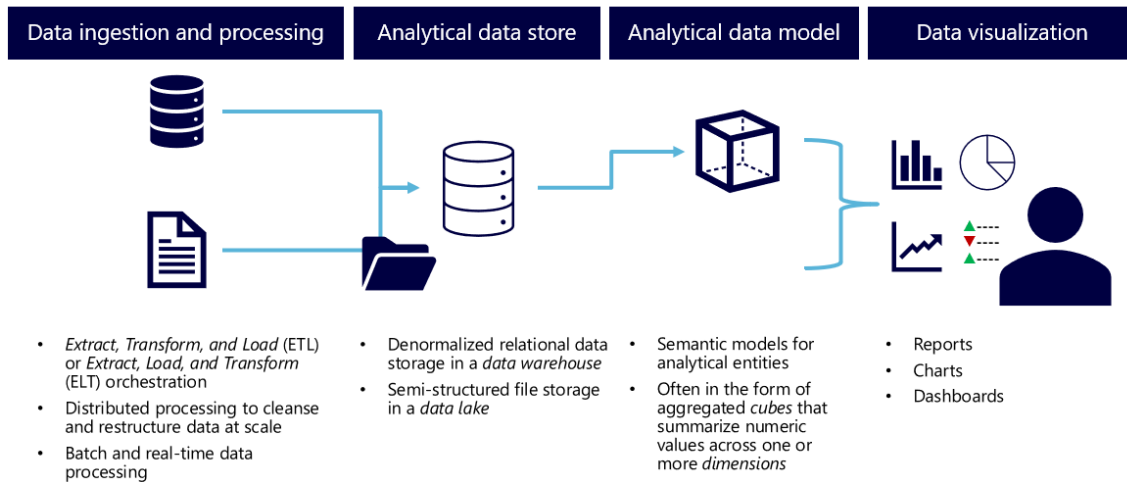 Data ingestion and processing
Analytical data store
Analytical data model
Data visualization
• Extract, Transform, and Load (ETL)
or Extract, Load, and Transform
(ELT) orchestration
• Distributed processing to cleanse
and restructure data at scale
• Batch and real-time data
processing
• Denormalized relational data
storage in a data warehouse
• Semi-structured file storage
in a data lake
• Semantic models for
analytical entities
• Often in the form of
aggregated cubes that
summarize numeric
values across one or
more dimensions
• Reports
• Charts
• Dashboards